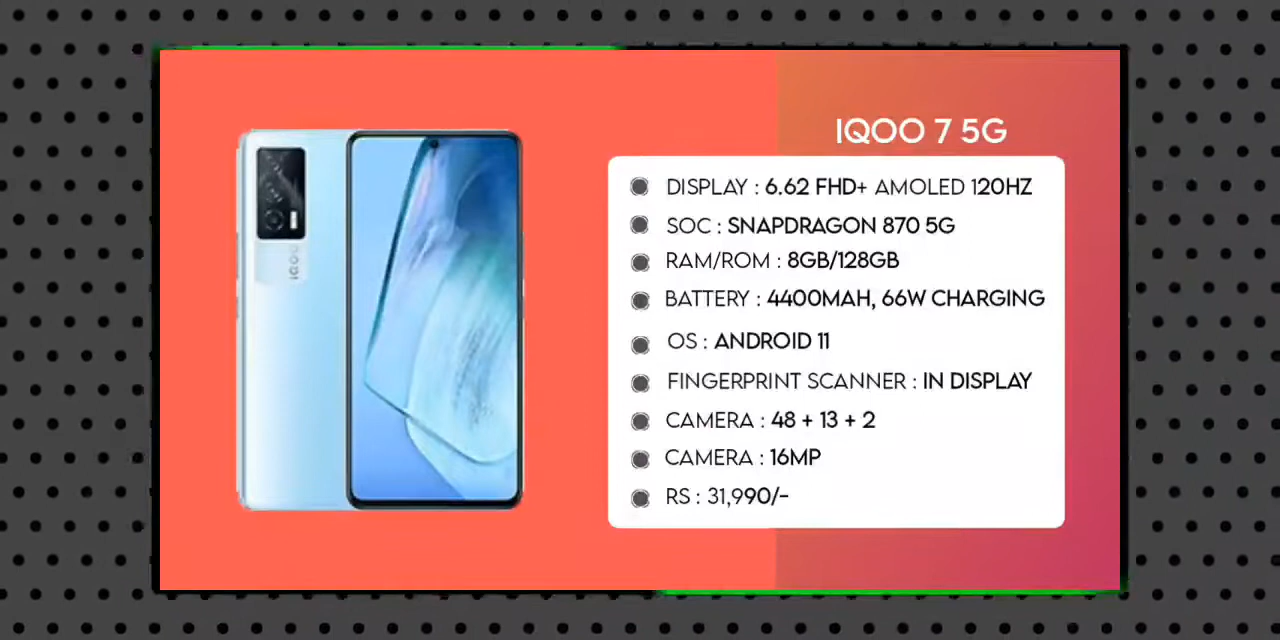 IQOO 7 5G
DISPLAY : 6.62 FHD+ AMOLED 120HZ
SOC : SNAPDRAGON 870 5G
RAM/ROM : 8GB/128GB
BATTERY : 4400MAH, 66W CHARGING
OS : ANDROID 11
FINGERPRINT SCANNER : IN DISPLAY
CAMERA : 48 + 13 + 2
CAMERA : 16MP
RS : 31,990/-
IQOO